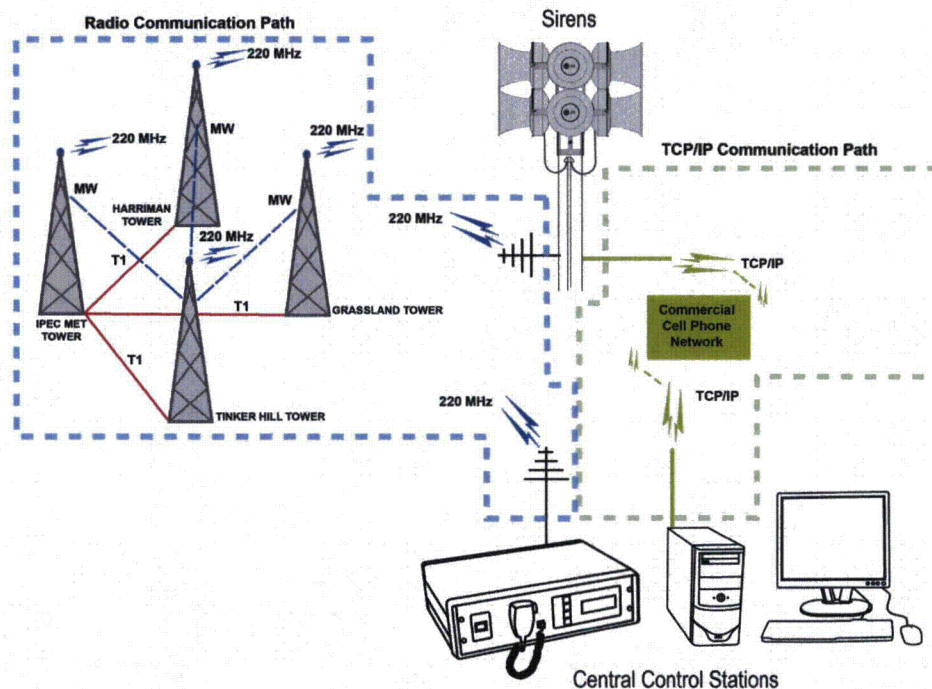 Radio Communication Path
Sirens
220 MHz
MW
220 MHz
220 MHz
TCP/IP Communication Path
MW
MW
HARRIMAN
TOWER
220 MHz
220 MHz
T1
TCP/IP
T1
GRASSLAND TOWER
IPEC MET
TOWER
Commercial
Cell Phone
Network
T1
TCP/IP
220 MHz
TINKER HILL TOWER
Central Control Stations